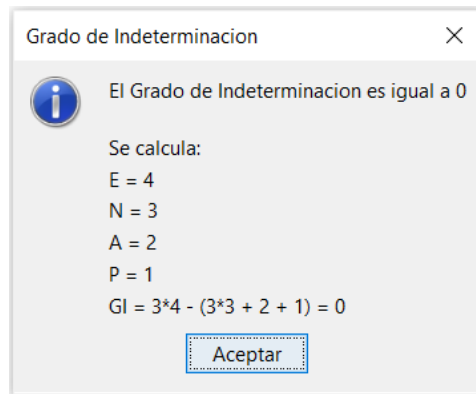 Grado de Indeterminacion
El Grado de Indeterminacion es igual a 0
Se calcula:
E = 4
N = 3
A = 2
P = 1
GI = 3*4 - (3*3 + 2 + 1) = 0
Aceptar